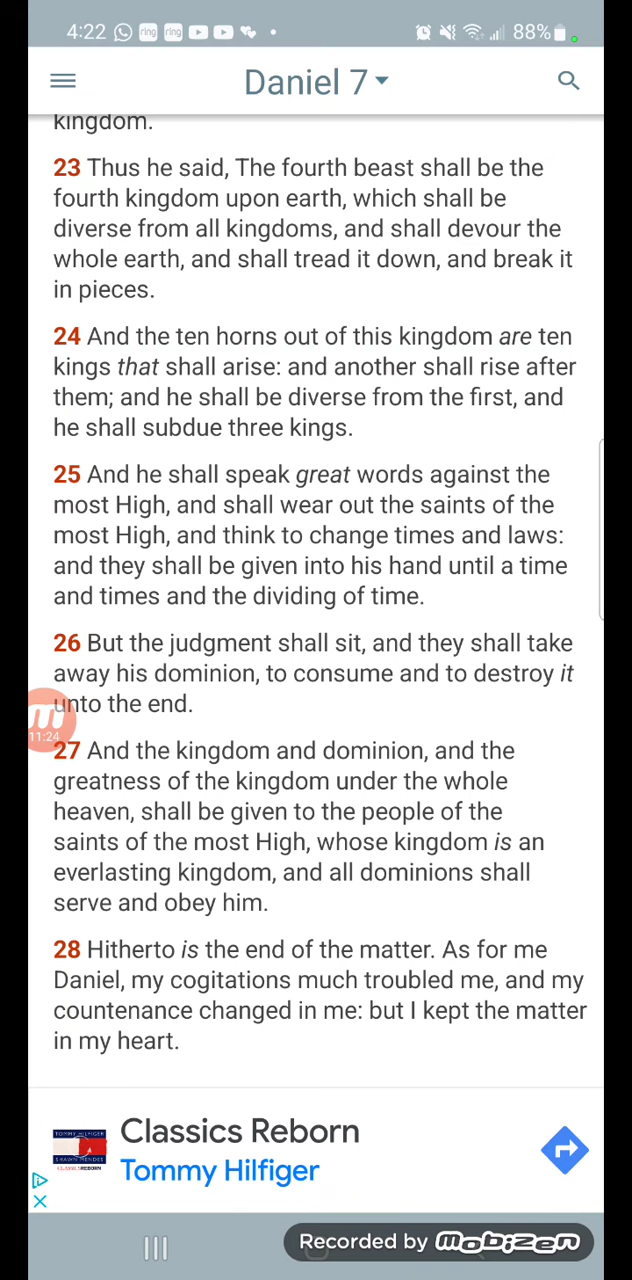 4:22 ring ring 88%
Daniel 7
kingdom.
23 Thus he said, The fourth beast shall be the
fourth kingdom upon earth, which shall be
diverse from all kingdoms, and shall devour the
whole earth, and shall tread it down, and break it
in pieces.
24 And the ten horns out of this kingdom are ten
kings that shall arise: and another shall rise after
them; and he shall be diverse from the first, and
he shall subdue three kings.
25 And he shall speak great words against the
most High, and shall wear out the saints of the
most High, and think to change times and laws:
and they shall be given into his hand until a time
and times and the dividing of time.
26 But the judgment shall sit, and they shall take
away his dominion, to consume and to destroy it
unto the end.
11:24
27 And the kingdom and dominion, and the
greatness of the kingdom under the whole
heaven, shall be given to the people of the
saints of the most High, whose kingdom is an
everlasting kingdom, and all dominions shall
serve and obey him.
28 Hitherto is the end of the matter. As for me
Daniel, my cogitations much troubled me, and my
countenance changed in me: but I kept the matter
in my heart.
TOMMY HILFIGER
SHAWN MENDES
CLASSICS REBORN
Classics Reborn
Tommy Hilfiger
Recorded by mobizen